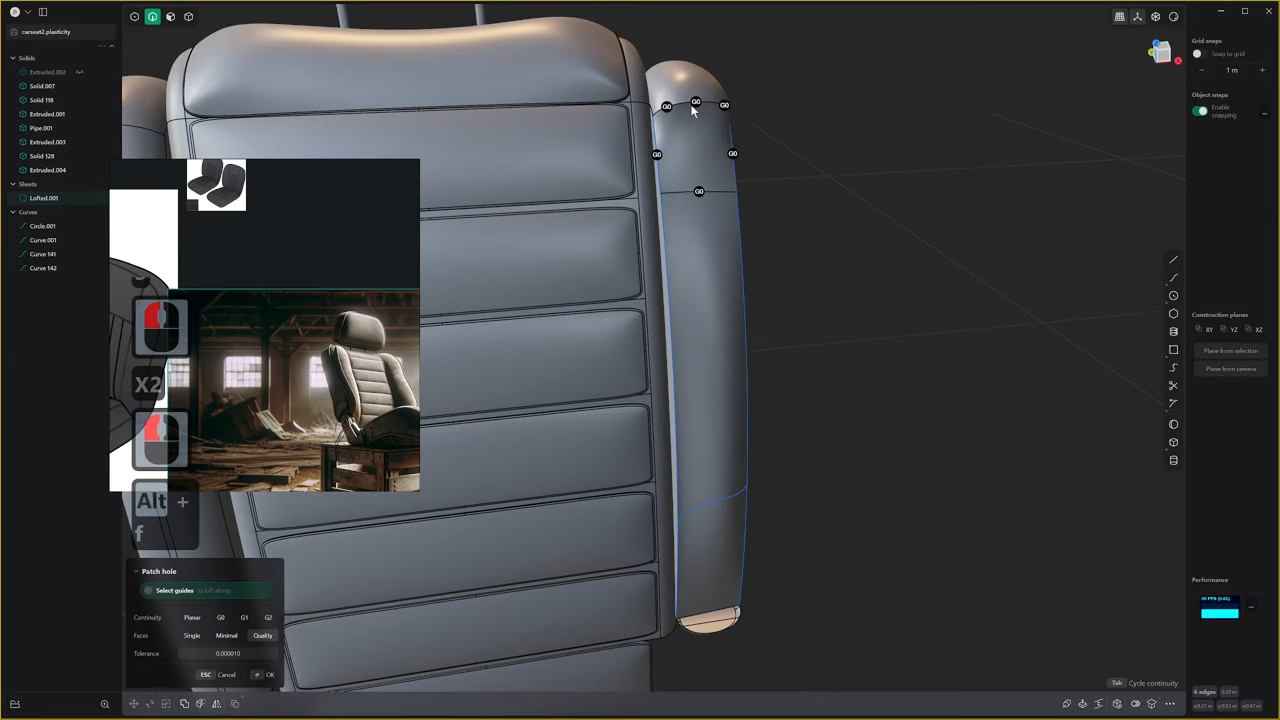 carseat2.plasticity
Solids
Extruded.002
Solid.007
Solid 118
Extruded.001
Pipe.001
Extruded.003
Solid 128
Extruded.004
Sheets
Lofted.001
Curves
Circle.001
Curve.001
Curve 141
Curve 142
G0 G0 G0
G0 G0
G0
X2
Alt +
f
Patch hole
Select guides to loft along
Continuity Planar G0 G1 G2
Faces Single Minimal Quality
Tolerance 0.000010
ESC Cancel OK
Grid snaps
Snap to grid
1 m
Object snaps
Enable snapping
Construction planes
XY YZ XZ
Plane from selection
Plane from camera
Performance
Tab Cycle continuity
6 edges